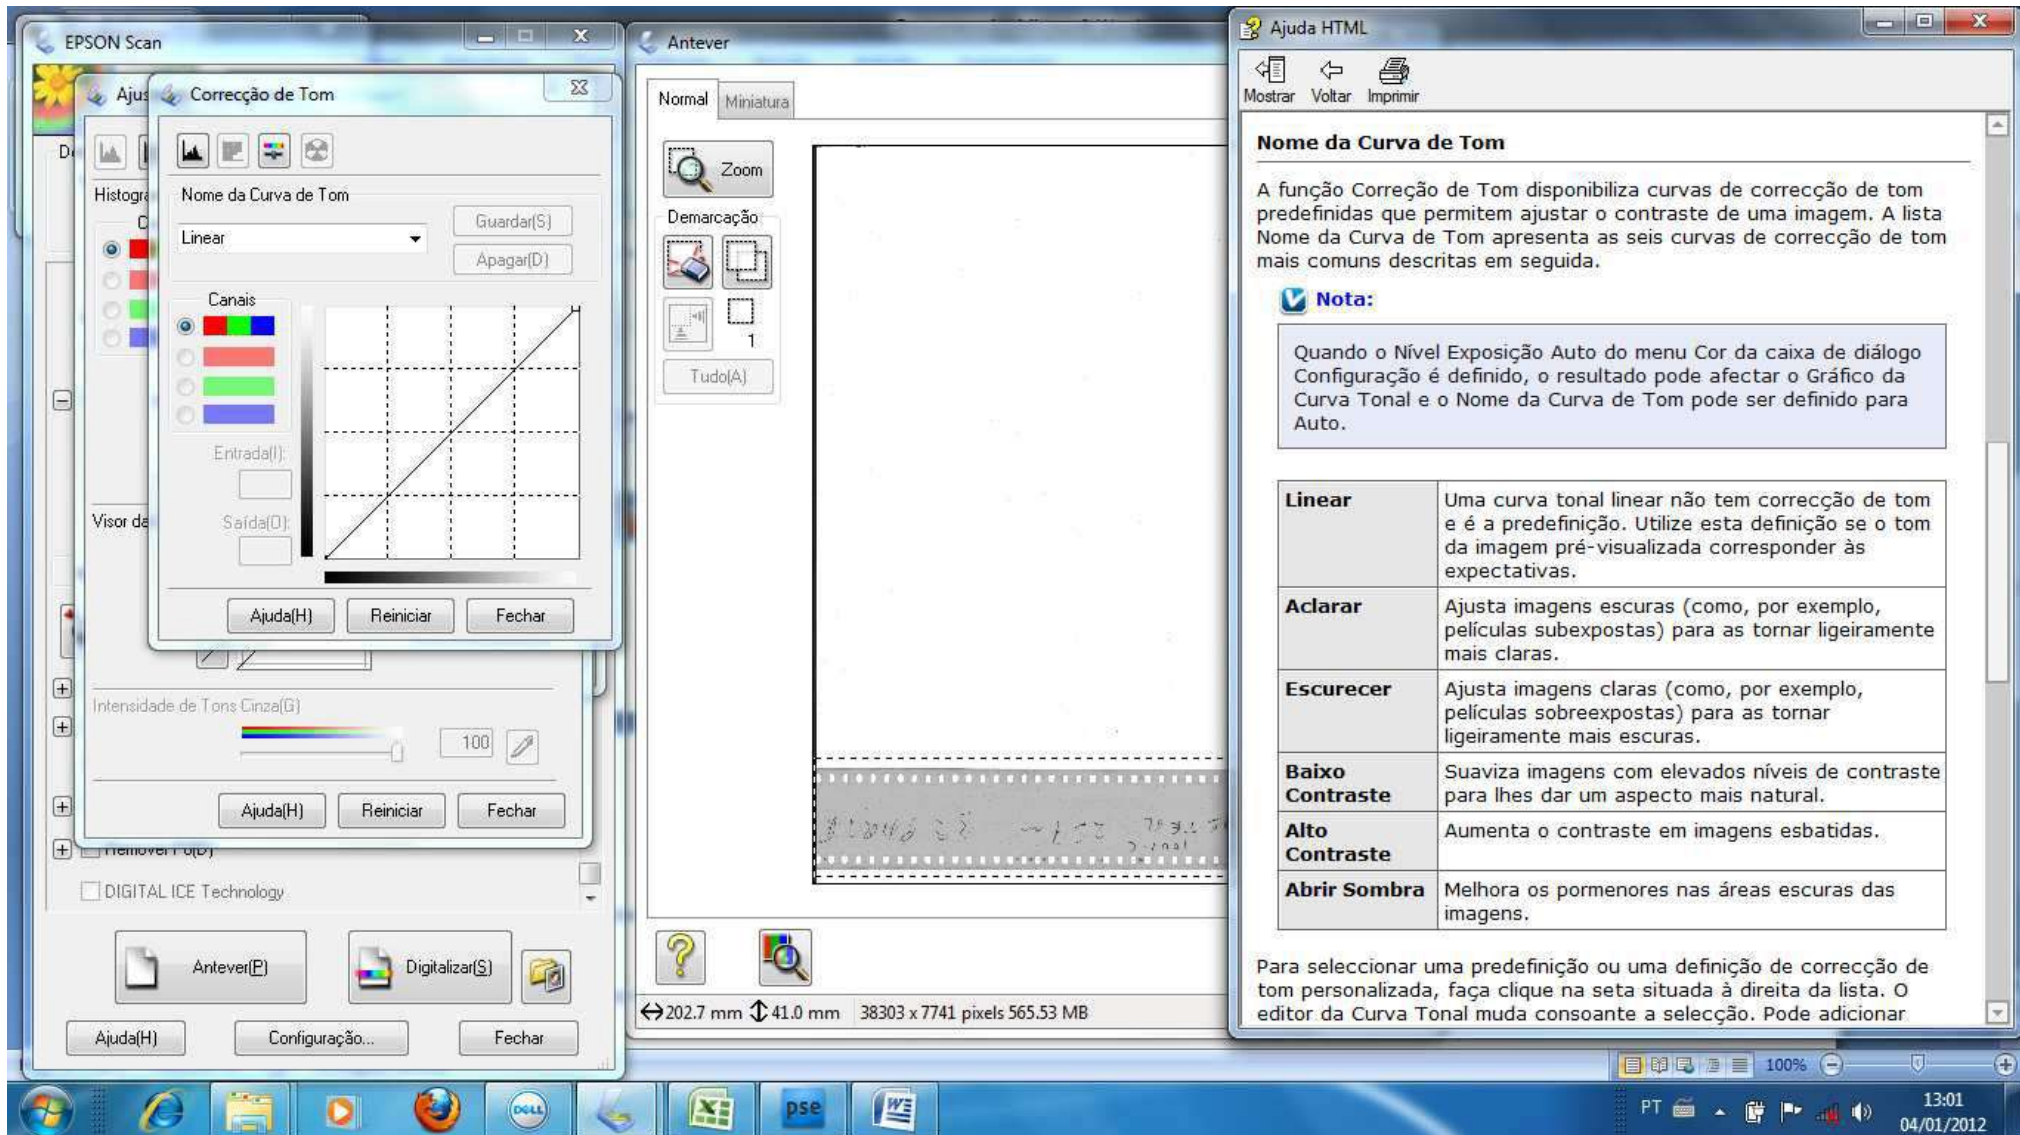 EPSON Scan
Ajus
Correcção de Tom
Histogra
Nome da Curva de Tom
Guardar(S)
Linear
Apagar(D)
Canais
Entrada(I):
Saída(O):
Visor da
Ajuda(H)
Reiniciar
Fechar
Intensidade de Tons Cinza(G)
100
Ajuda(H)
Reiniciar
Fechar
Remover Pó(D)
DIGITAL ICE Technology
Antever(P)
Digitalizar(S)
Ajuda(H)
Configuração...
Fechar
Antever
Normal
Miniatura
Zoom
Demarcação
1
Tudo(A)
202.7 mm 41.0 mm 38303 x 7741 pixels 565.53 MB
Ajuda HTML
Mostrar Voltar Imprimir
Nome da Curva de Tom
A função Correção de Tom disponibiliza curvas de correcção de tom
predefinidas que permitem ajustar o contraste de uma imagem. A lista
Nome da Curva de Tom apresenta as seis curvas de correcção de tom
mais comuns descritas em seguida.
Nota:
Quando o Nível Exposição Auto do menu Cor da caixa de diálogo
Configuração é definido, o resultado pode afectar o Gráfico da
Curva Tonal e o Nome da Curva de Tom pode ser definido para
Auto.
Linear
Uma curva tonal linear não tem correcção de tom
e é a predefinição. Utilize esta definição se o tom
da imagem pré-visualizada corresponder às
expectativas.
Aclarar
Ajusta imagens escuras (como, por exemplo,
películas subexpostas) para as tornar ligeiramente
mais claras.
Escurecer
Ajusta imagens claras (como, por exemplo,
películas sobreexpostas) para as tornar
ligeiramente mais escuras.
Baixo
Contraste
Suaviza imagens com elevados níveis de contraste
para lhes dar um aspecto mais natural.
Alto
Contraste
Aumenta o contraste em imagens esbatidas.
Abrir Sombra
Melhora os pormenores nas áreas escuras das
imagens.
Para seleccionar uma predefinição ou uma definição de correcção de
tom personalizada, faça clique na seta situada à direita da lista. O
editor da Curva Tonal muda consoante a selecção. Pode adicionar
100%
DELL
pse
PT
13:01
04/01/2012